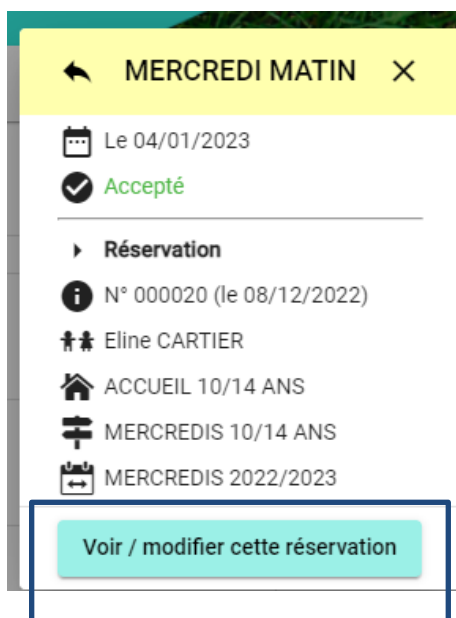 MERCREDI MATIN
Le 04/01/2023
Accepté
Réservation
N° 000020 (le 08/12/2022)
Eline CARTIER
ACCUEIL 10/14 ANS
MERCREDIS 10/14 ANS
MERCREDIS 2022/2023
Voir / modifier cette réservation